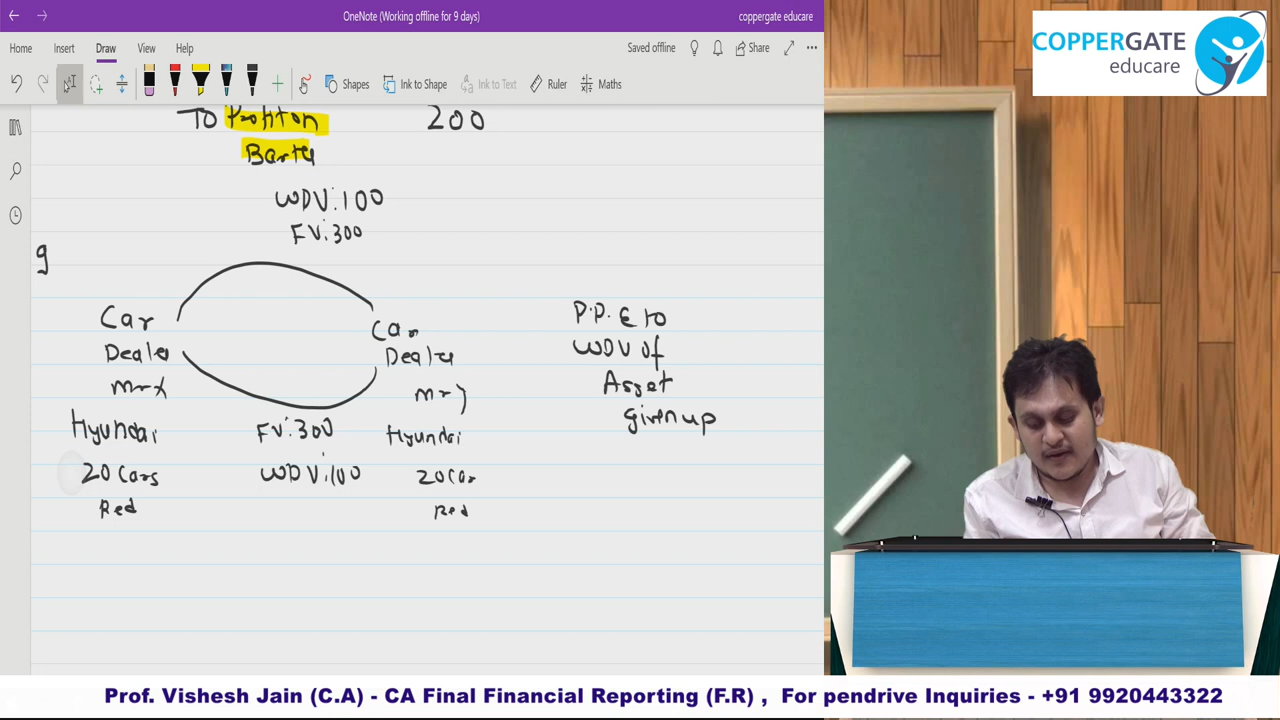 OneNote (Working offline for 9 days)
coppergate educare
Home Insert Draw View Help
Saved offline
Share
Shapes
Ink to Shape
Ink to Text
Ruler
Maths
COPPERGATE
educare
To Profit on 200
Barter
WDV: 100
FV: 300
g
Car
Dealer
Mr X
Hyundai
20 Cars
Red
FV: 300
WDV: 100
Car
Dealer
Mr Y
Hyundai
20 Car
Red
P.P.E to
WDV of
Asset
given up
Prof. Vishesh Jain (C.A) - CA Final Financial Reporting (F.R) , For pendrive Inquiries - +91 9920443322